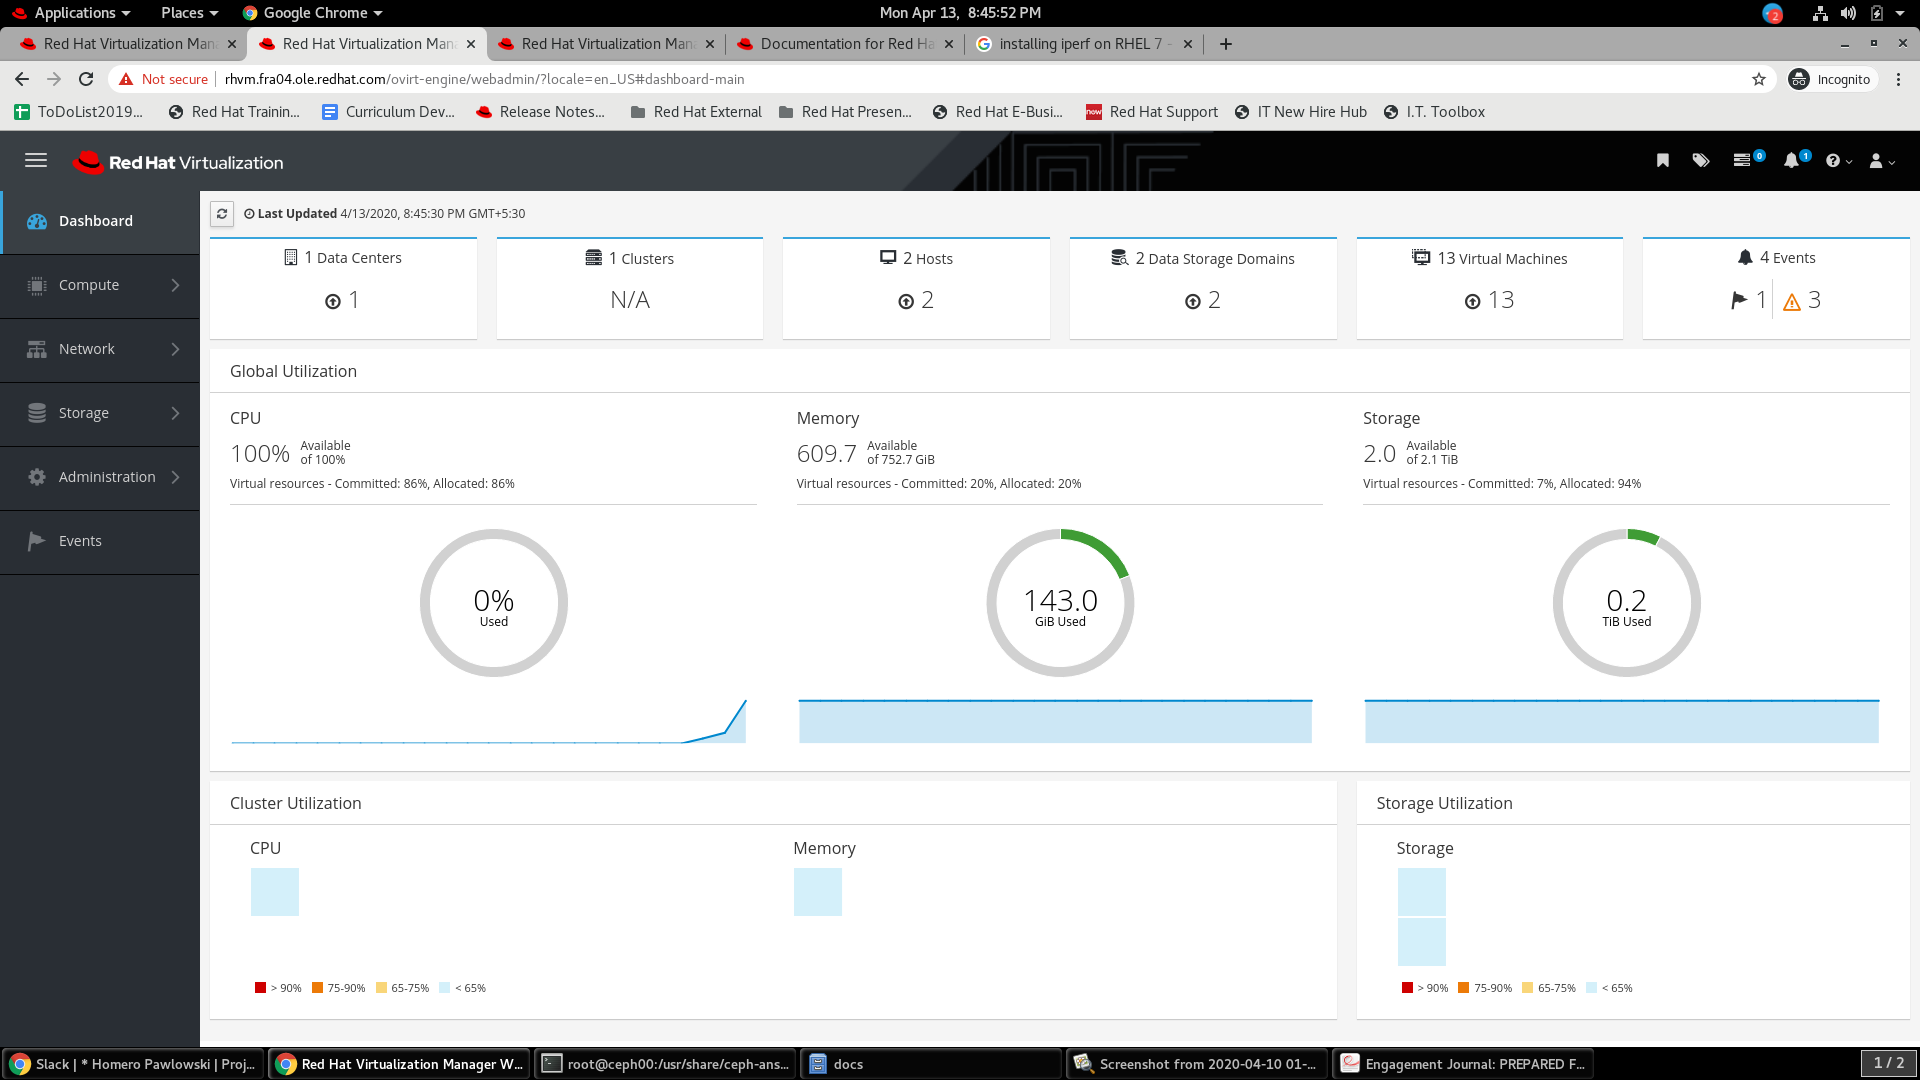 Applications Places Google Chrome Mon Apr 13, 8:45:52 PM 2
Red Hat Virtualization Man Red Hat Virtualization Man Red Hat Virtualization Man Documentation for Red Ha installing iperf on RHEL 7 -
Not secure rhvm.fra04.ole.redhat.com/ovirt-engine/webadmin/?locale=en_US#dashboard-main Incognito
ToDoList2019... Red Hat Trainin... Curriculum Dev... Release Notes... Red Hat External Red Hat Presen... Red Hat E-Busi... now Red Hat Support IT New Hire Hub I.T. Toolbox
Red Hat Virtualization 0 1
Dashboard
Compute
Network
Storage
Administration
Events
Last Updated 4/13/2020, 8:45:30 PM GMT+5:30
1 Data Centers
1
1 Clusters
N/A
2 Hosts
2
2 Data Storage Domains
2
13 Virtual Machines
13
4 Events
1 3
Global Utilization
CPU
100% Available of 100%
Virtual resources - Committed: 86%, Allocated: 86%
0%
Used
Memory
609.7 Available of 752.7 GiB
Virtual resources - Committed: 20%, Allocated: 20%
143.0
GiB Used
Storage
2.0 Available of 2.1 TiB
Virtual resources - Committed: 7%, Allocated: 94%
0.2
TiB Used
Cluster Utilization
CPU
Memory
> 90% 75-90% 65-75% < 65%
Storage Utilization
Storage
> 90% 75-90% 65-75% < 65%
Slack | * Homero Pawlowski | Proj... Red Hat Virtualization Manager W... root@ceph00:/usr/share/ceph-ans... docs Screenshot from 2020-04-10 01-... Engagement Journal: PREPARED F... 1 / 2